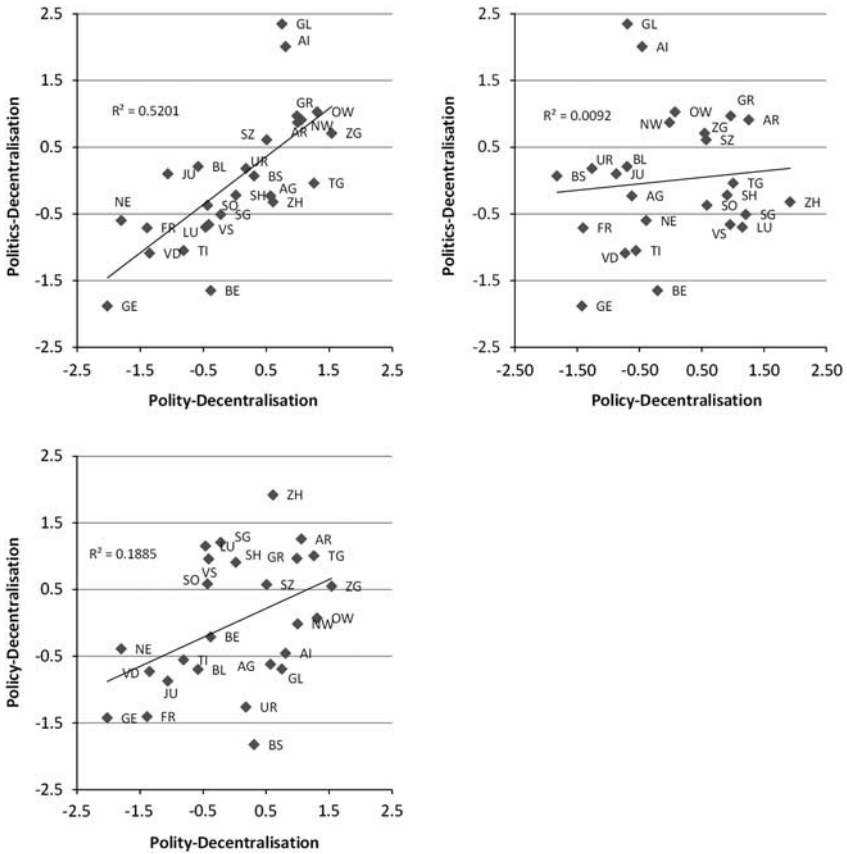 2.5
1.5
0.5
-0.5
-1.5
-2.5
Politics-Decentralisation
R² = 0.5201
GL
AI
GR
OW
NW
AR
ZG
SZ
UR
BL
JU
BS
AG
TG
NE
SO
SH
ZH
SG
FR
LU
VS
VD
TI
BE
GE
-2.5 -1.5 -0.5 0.5 1.5 2.5
Polity-Decentralisation
2.5
1.5
0.5
-0.5
-1.5
-2.5
Politics-Decentralisation
R² = 0.0092
GL
AI
GR
OW
NW
AR
ZG
SZ
UR
BL
BS
JU
TG
AG
SH
SO
ZH
NE
SG
FR
VS
LU
VD
TI
BE
GE
-2.50 -1.50 -0.50 0.50 1.50 2.50
Policy-Decentralisation
2.5
1.5
0.5
-0.5
-1.5
-2.5
Policy-Decentralisation
R² = 0.1885
ZH
SG
AR
LU
SH
GR
TG
VS
SO
SZ
ZG
OW
NW
BE
NE
AI
TI
VD
BL
AG
GL
JU
UR
GE
FR
BS
-2.5 -1.5 -0.5 0.5 1.5 2.5
Polity-Decentralisation